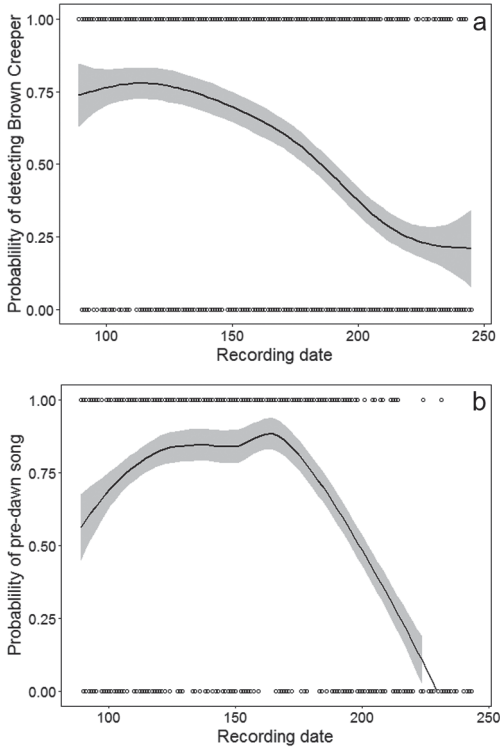 a
Probablility of detecting Brown Creeper
1.00
0.75
0.50
0.25
0.00
100 150 200 250
Recording date
b
Probablility of pre-dawn song
1.00
0.75
0.50
0.25
0.00
100 150 200 250
Recording date